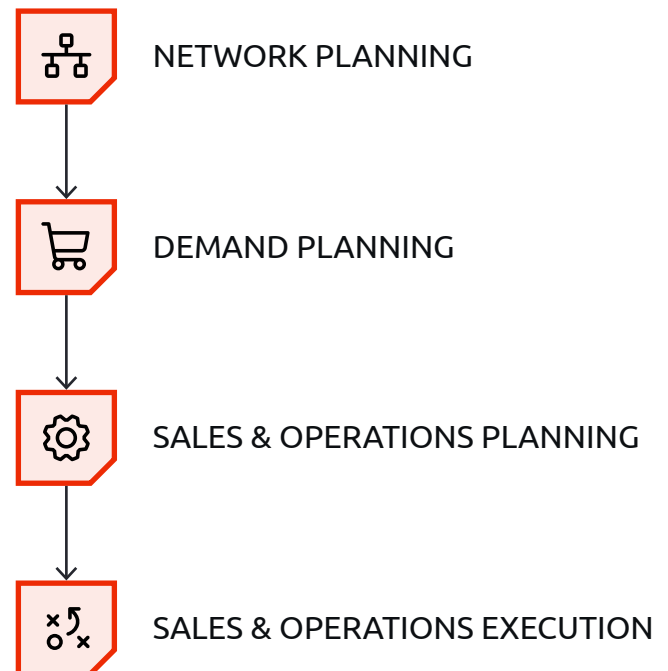 NETWORK PLANNING
DEMAND PLANNING
SALES & OPERATIONS PLANNING
SALES & OPERATIONS EXECUTION